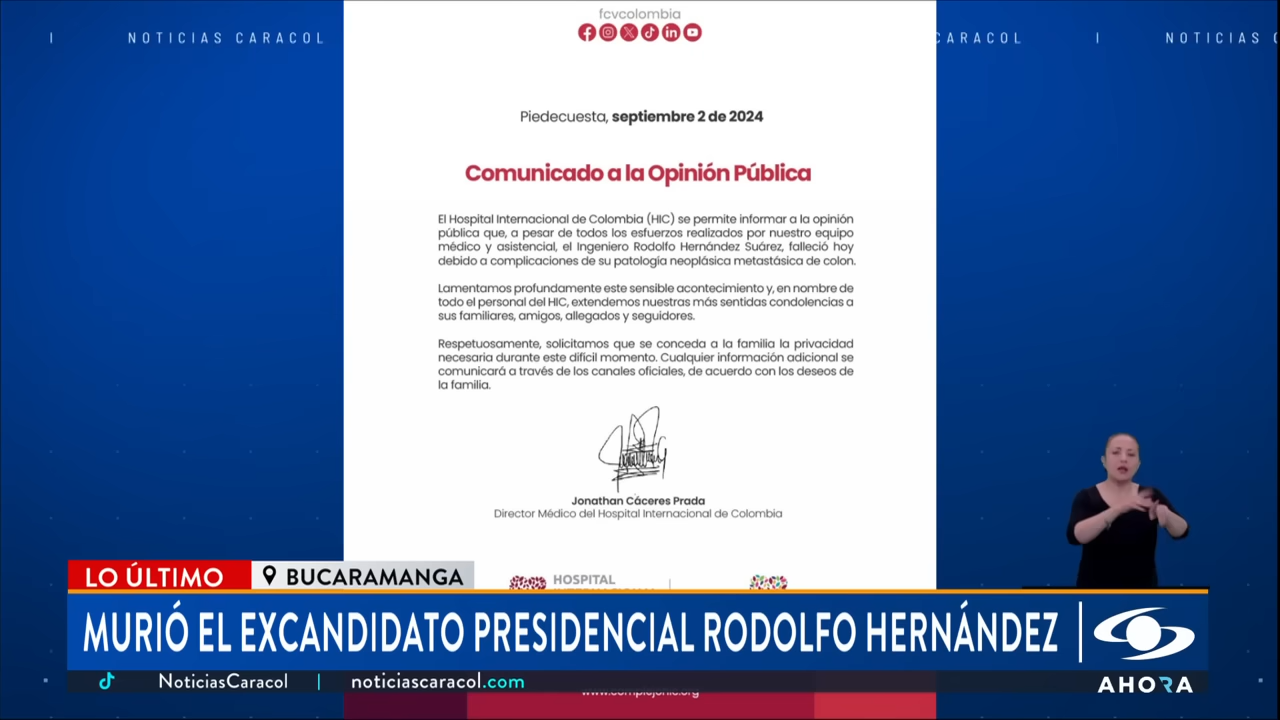 fcvcolombia
I NOTICIAS CARACOL
CARACOL I NOTICIAS C
Piedecuesta, septiembre 2 de 2024
Comunicado a la Opinión Pública
El Hospital Internacional de Colombia (HIC) se permite informar a la opinión
pública que, a pesar de todos los esfuerzos realizados por nuestro equipo
médico y asistencial, el Ingeniero Rodolfo Hernández Suárez, falleció hoy
debido a complicaciones de su patología neoplásica metastásica de colon.
Lamentamos profundamente este sensible acontecimiento y, en nombre de
todo el personal del HIC, extendemos nuestras más sentidas condolencias a
sus familiares, amigos, allegados y seguidores.
Respetuosamente, solicitamos que se conceda a la familia la privacidad
necesaria durante este difícil momento. Cualquier información adicional se
comunicará a través de los canales oficiales, de acuerdo con los deseos de
la familia.
Jonathan Cáceres Prada
Director Médico del Hospital Internacional de Colombia
HOSPITAL
LO ÚLTIMO
BUCARAMANGA
MURIÓ EL EXCANDIDATO PRESIDENCIAL RODOLFO HERNÁNDEZ
NoticiasCaracol | noticiascaracol.com
AHORA